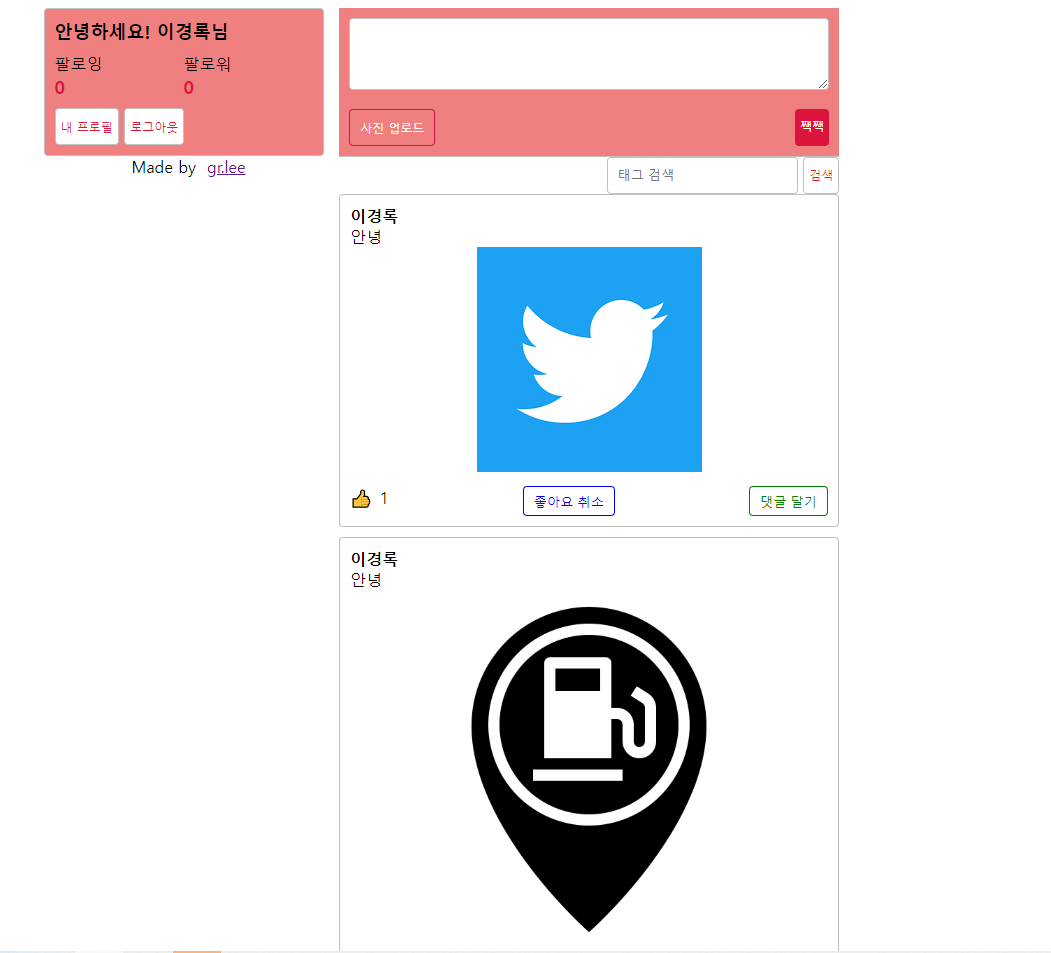 안녕하세요! 이경록님
팔로잉 팔로워
0 0
내 프로필 로그아웃
Made by gr.lee
사진 업로드 짹짹
태그 검색 검색
이경록
안녕
1 좋아요 취소 댓글 달기
이경록
안녕